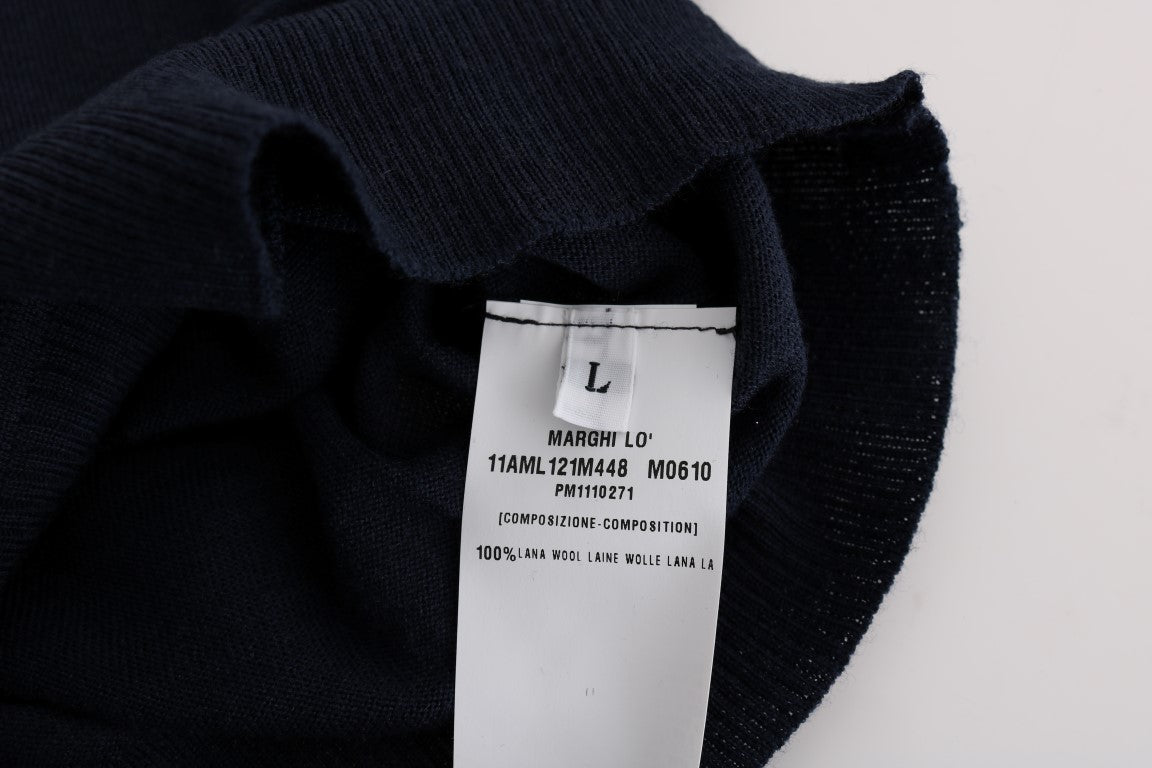 L
MARGHI LO'
11AML121M448 M0610
PM1110271
[COMPOSIZIONE-COMPOSITION]
100% LANA WOOL LAINE WOLLE LANA LA